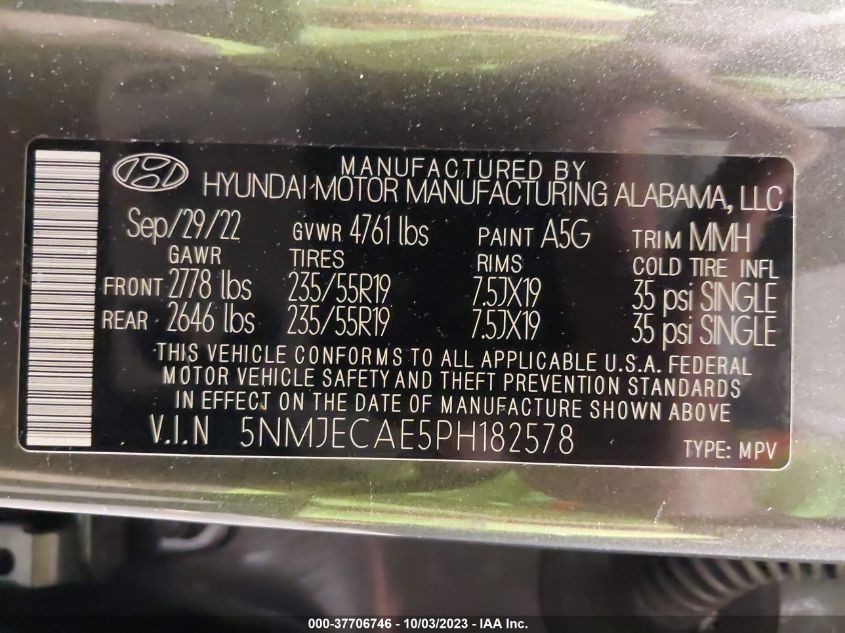 MANUFACTURED BY
HYUNDAI MOTOR MANUFACTURING ALABAMA, LLC
Sep/29/22 GVWR 4761 lbs PAINT A5G TRIM MMH
GAWR TIRES RIMS COLD TIRE INFL
FRONT 2778 lbs 235/55R19 7.5JX19 35 psi SINGLE
REAR 2646 lbs 235/55R19 7.5JX19 35 psi SINGLE
THIS VEHICLE CONFORMS TO ALL APPLICABLE U.S.A. FEDERAL
MOTOR VEHICLE SAFETY AND THEFT PREVENTION STANDARDS
IN EFFECT ON THE DATE OF MANUFACTURE SHOWN ABOVE
V.I.N 5NMJECAE5PH182578 TYPE: MPV
000-37706746 - 10/03/2023 - IAA Inc.